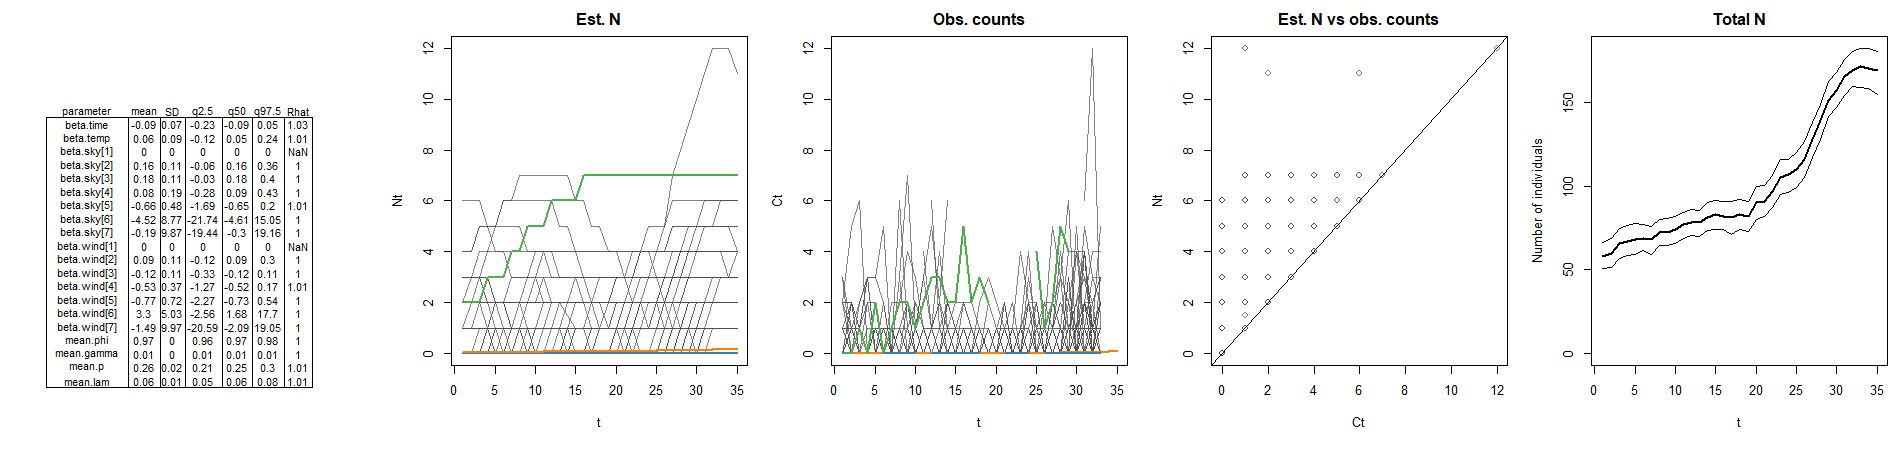 parameter mean SD q2.5 q50 q97.5 Rhat
beta.time -0.09 0.07 -0.23 -0.09 0.05 1.03
beta.temp 0.06 0.09 -0.12 0.05 0.24 1.01
beta.sky[1] 0 0 0 0 0 NaN
beta.sky[2] 0.16 0.11 -0.06 0.16 0.36 1
beta.sky[3] 0.18 0.11 -0.03 0.18 0.4 1
beta.sky[4] 0.08 0.19 -0.28 0.09 0.43 1
beta.sky[5] -0.66 0.48 -1.69 -0.65 0.2 1.01
beta.sky[6] -4.52 8.77 -21.74 -4.61 15.05 1
beta.sky[7] -0.19 9.87 -19.44 -0.3 19.16 1
beta.wind[1] 0 0 0 0 0 NaN
beta.wind[2] 0.09 0.11 -0.12 0.09 0.3 1
beta.wind[3] -0.12 0.11 -0.33 -0.12 0.11 1
beta.wind[4] -0.53 0.37 -1.27 -0.52 0.17 1.01
beta.wind[5] -0.77 0.72 -2.27 -0.73 0.54 1
beta.wind[6] 3.3 5.03 -2.56 1.68 17.7 1
beta.wind[7] -1.49 9.97 -20.59 -2.09 19.05 1
mean.phi 0.97 0 0.96 0.97 0.98 1
mean.gamma 0.01 0 0.01 0.01 0.01 1
mean.p 0.26 0.02 0.21 0.25 0.3 1.01
mean.lam 0.06 0.01 0.05 0.06 0.08 1.01
Est. N
Nt
12
10
8
6
4
2
0
0 5 10 15 20 25 30 35
t
Obs. counts
Ct
12
10
8
6
4
2
0
0 5 10 15 20 25 30 35
t
Est. N vs obs. counts
Nt
12
10
8
6
4
2
0
0 2 4 6 8 10 12
Ct
Total N
Number of individuals
150
100
50
0
0 5 10 15 20 25 30 35
t